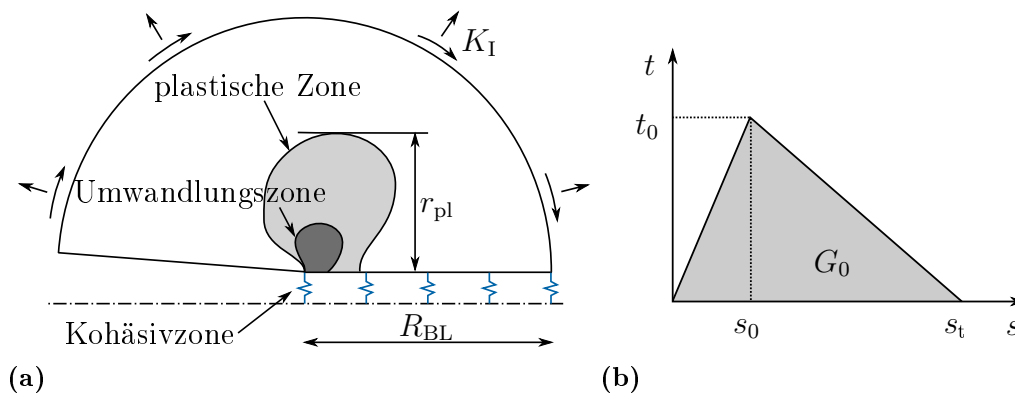 K_I
plastische Zone
Umwandlungszone
r_pl
Kohäsivzone
R_BL
(a)
t
t_0
G_0
s_0
s_t
s
(b)